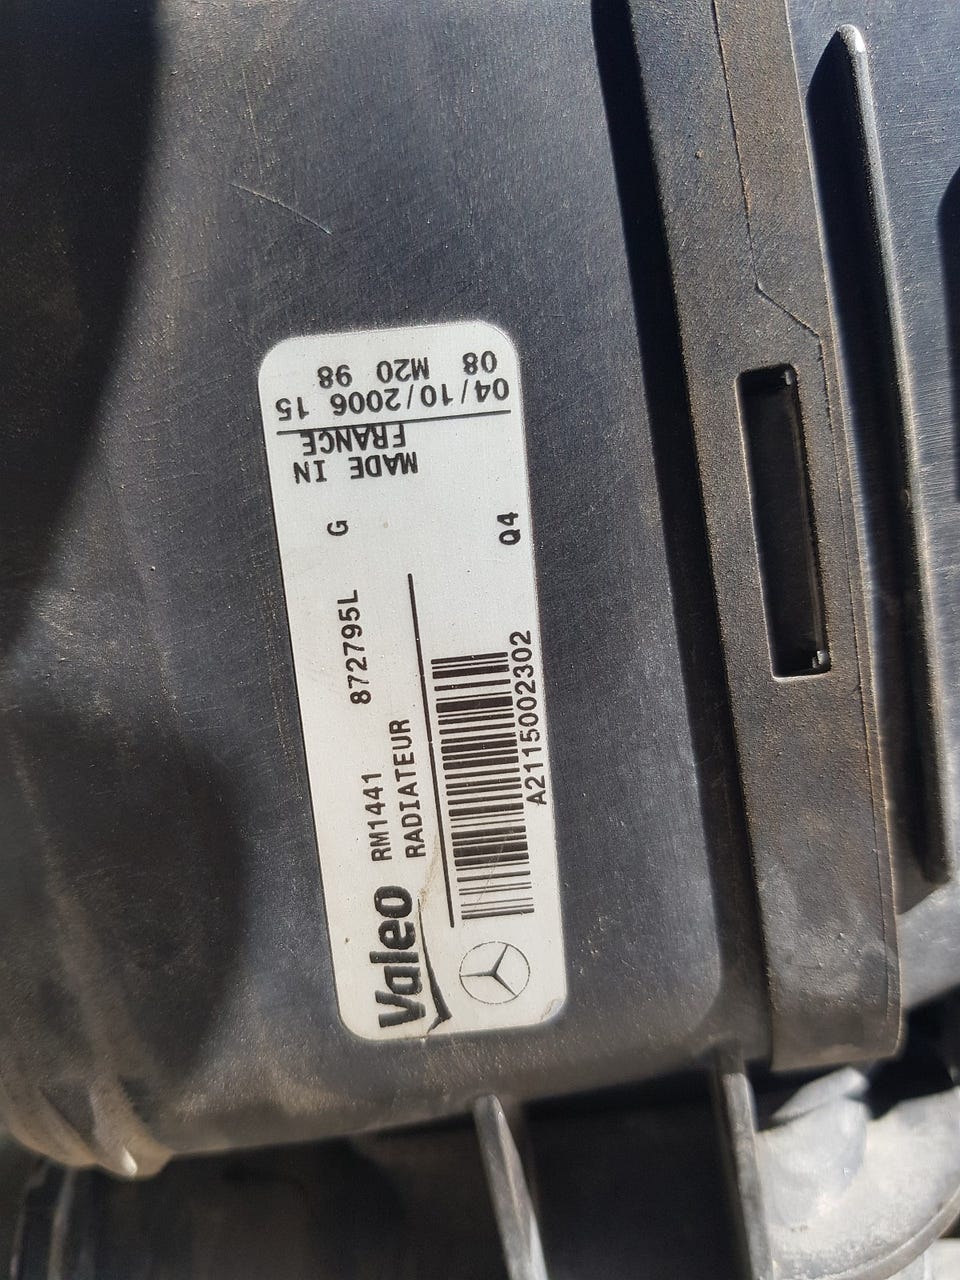 Valeo RM1441 872795L G
RADIATEUR
A2115002302 Q4
MADE IN
FRANCE
04/10/2006 15
08 M20 98